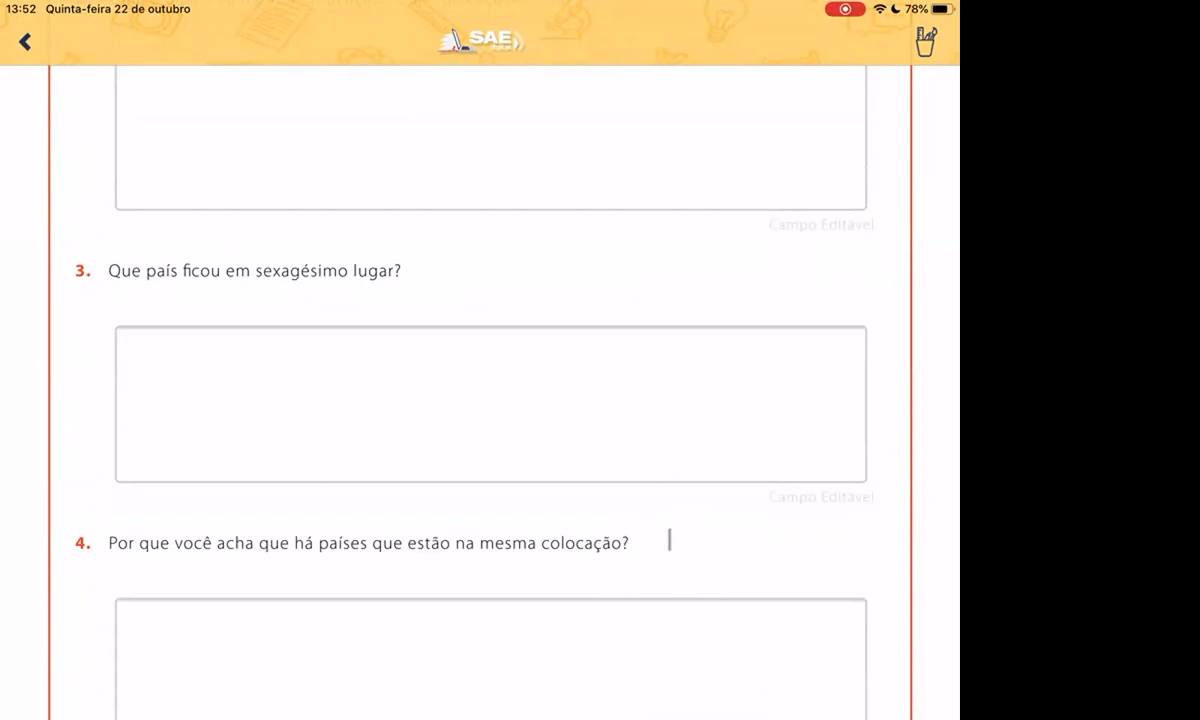 13:52 Quinta-feira 22 de outubro
78%
SAE
Campo Editável
3. Que país ficou em sexagésimo lugar?
Campo Editável
4. Por que você acha que há países que estão na mesma colocação?